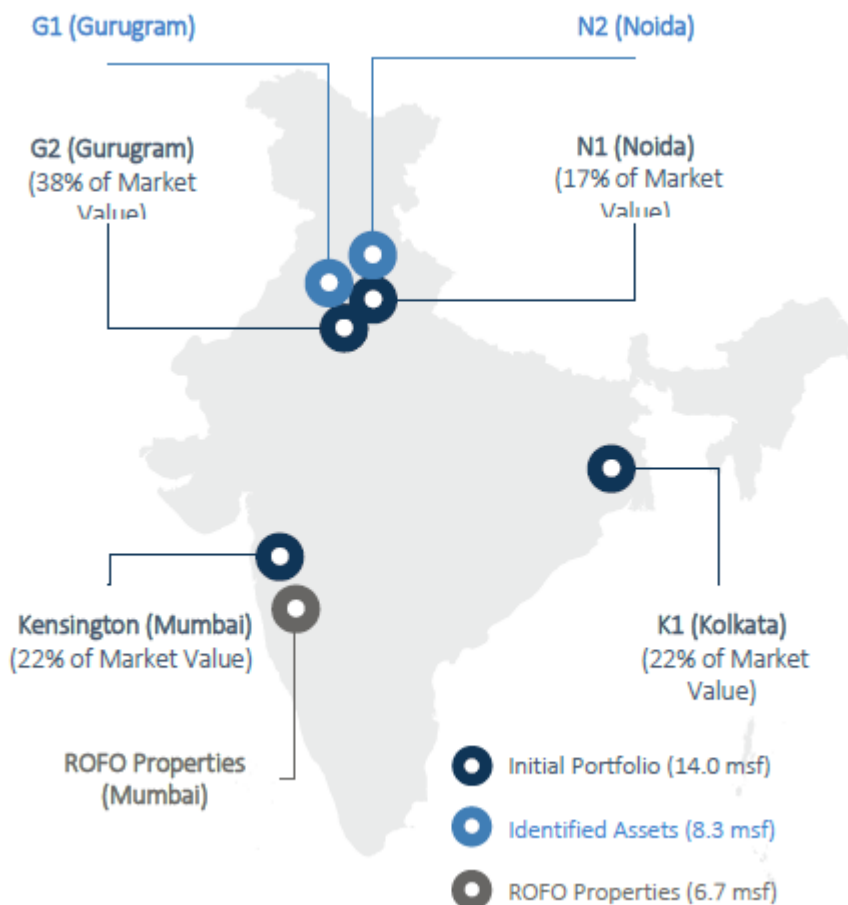 G1 (Gurugram)
N2 (Noida)
G2 (Gurugram)
(38% of Market
Value)
N1 (Noida)
(17% of Market
Value)
Kensington (Mumbai)
(22% of Market Value)
K1 (Kolkata)
(22% of Market
Value)
ROFO Properties
(Mumbai)
Initial Portfolio (14.0 msf)
Identified Assets (8.3 msf)
ROFO Properties (6.7 msf)